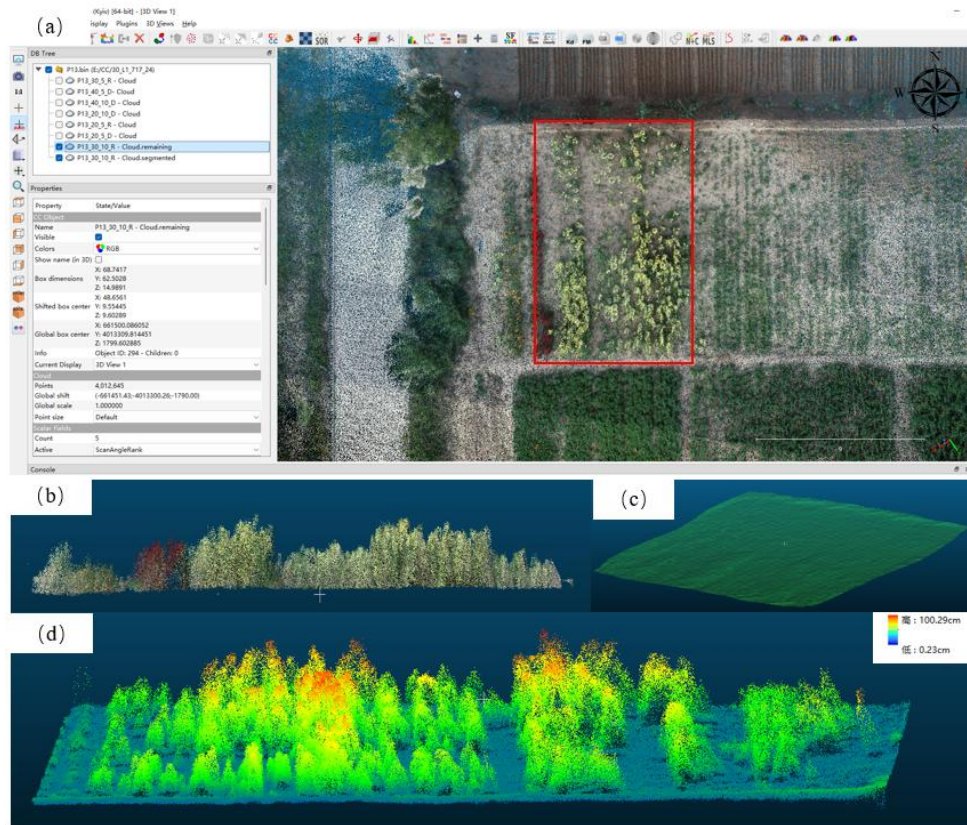 (a)
(Kyiv) [64-bit] - [3D View 1]
isplay Plugins 3D Views Help
SOR
SF
N+C MLS
DB Tree
P13.bin (E:/CC/30_L1_717_24)
P13_30_5_R - Cloud
P13_40_5_D- Cloud
P13_40_10_D - Cloud
P13_20_10_D - Cloud
P13_20_5_R - Cloud
P13_20_5_D - Cloud
P13_30_10_R - Cloud.remaining
P13_30_10_R - Cloud.segmented
Properties
Property State/Value
CC Object
Name P13_30_10_R - Cloud.remaining
Visible
Colors RGB
Show name (in 3D)
X: 68.7417
Box dimensions Y: 62.5028
Z: 14.9891
X: 48.6561
Shifted box center Y: 9.55445
Z: 9.60289
X: 661500.086052
Global box center Y: 4013309.814451
Z: 1799.602885
Info Object ID: 294 - Children: 0
Current Display 3D View 1
Cloud
Points 4,012,645
Global shift (-661451.43;-4013300.26;-1790.00)
Global scale 1.000000
Point size Default
Scalar Fields
Count 5
Active ScanAngleRank
Console
N
W E
S
(b)
(c)
(d)
高 : 100.29cm
低 : 0.23cm